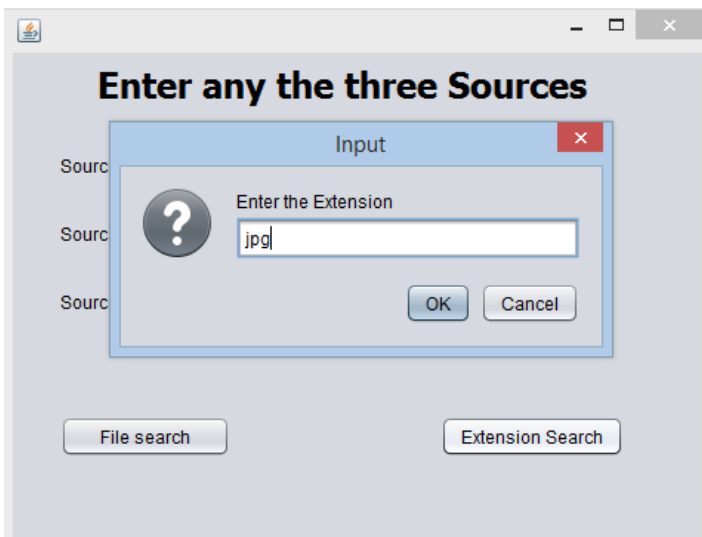 Enter any the three Sources
Input
Sourc
Enter the Extension
jpg
Sourc
Sourc
OK Cancel
File search Extension Search